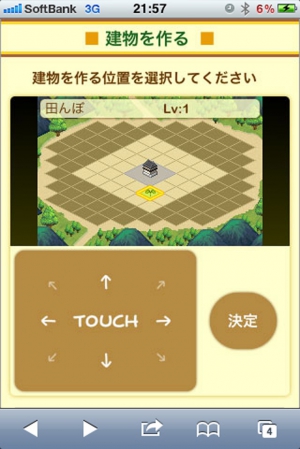 SoftBank 3G 21:57 6%
建物を作る
建物を作る位置を選択してください
田んぼ Lv:1
↖ ↑ ↗
← TOUCH → 決定
↙ ↓ ↘
4